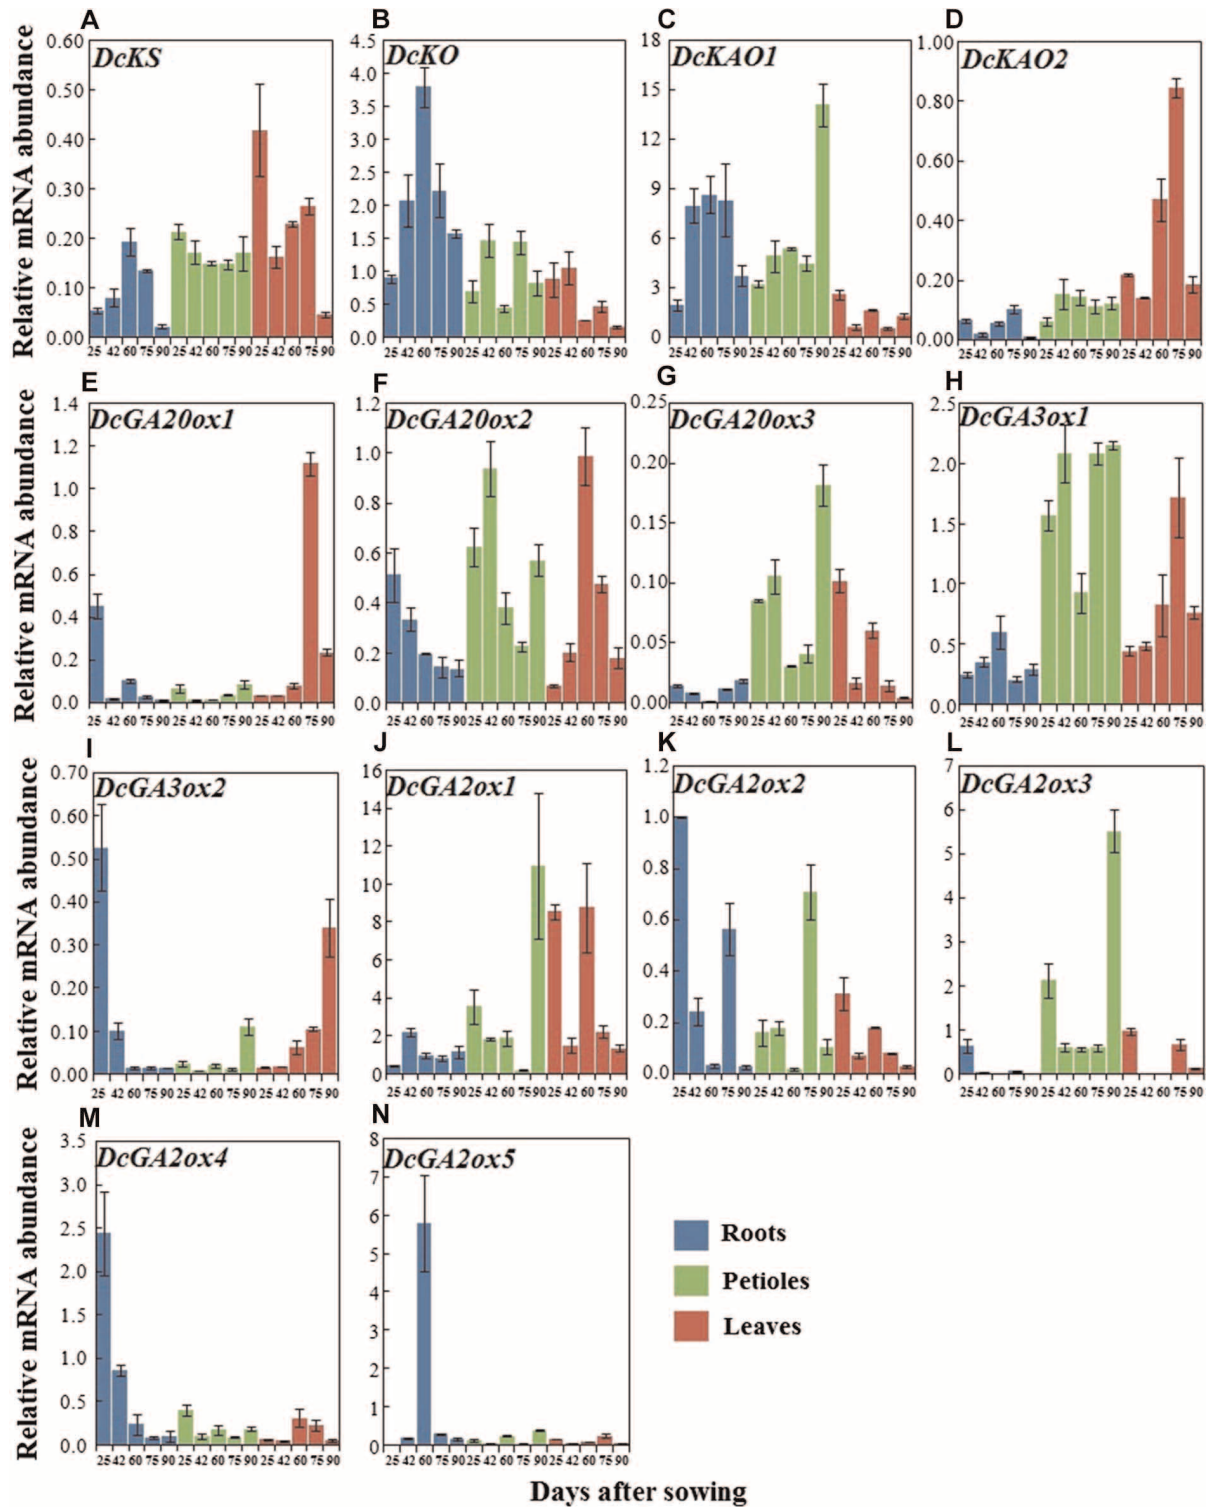 A
B
C
D
DcKS
DcKO
DcKAO1
DcKAO2
Relative mRNA abundance
0.60
0.50
0.40
0.30
0.20
0.10
0.00
4.5
4.0
3.5
3.0
2.5
2.0
1.5
1.0
0.5
0.0
18
15
12
9
6
3
0
1.00
0.80
0.60
0.40
0.20
0.00
25 42 60 75 90 25 42 60 75 90 25 42 60 75 90
25 42 60 75 90 25 42 60 75 90 25 42 60 75 90
25 42 60 75 90 25 42 60 75 90 25 42 60 75 90
25 42 60 75 90 25 42 60 75 90 25 42 60 75 90
E
F
G
H
DcGA20ox1
DcGA20ox2
DcGA20ox3
DcGA3ox1
Relative mRNA abundance
1.4
1.2
1.0
0.8
0.6
0.4
0.2
0.0
1.2
1.0
0.8
0.6
0.4
0.2
0.0
0.25
0.20
0.15
0.10
0.05
0.00
2.5
2.0
1.5
1.0
0.5
0.0
25 42 60 75 90 25 42 60 75 90 25 42 60 75 90
25 42 60 75 90 25 42 60 75 90 25 42 60 75 90
25 42 60 75 90 25 42 60 75 90 25 42 60 75 90
25 42 60 75 90 25 42 60 75 90 25 42 60 75 90
I
J
K
L
DcGA3ox2
DcGA2ox1
DcGA2ox2
DcGA2ox3
Relative mRNA abundance
0.70
0.60
0.50
0.40
0.30
0.20
0.10
0.00
16
14
12
10
8
6
4
2
0
1.2
1.0
0.8
0.6
0.4
0.2
0.0
7
6
5
4
3
2
1
0
25 42 60 75 90 25 42 60 75 90 25 42 60 75 90
25 42 60 75 90 25 42 60 75 90 25 42 60 75 90
25 42 60 75 90 25 42 60 75 90 25 42 60 75 90
25 42 60 75 90 25 42 60 75 90 25 42 60 75 90
M
N
DcGA2ox4
DcGA2ox5
Relative mRNA abundance
3.5
3.0
2.5
2.0
1.5
1.0
0.5
0.0
8
7
6
5
4
3
2
1
0
25 42 60 75 90 25 42 60 75 90 25 42 60 75 90
25 42 60 75 90 25 42 60 75 90 25 42 60 75 90
Roots
Petioles
Leaves
Days after sowing